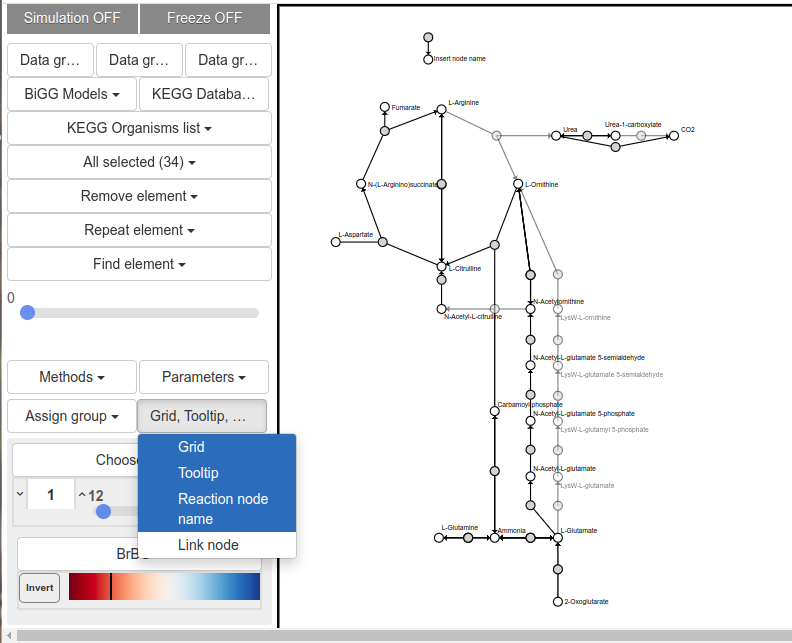 Simulation OFF
Freeze OFF
Data gr…
Data gr…
Data gr…
BiGG Models
KEGG Databa…
KEGG Organisms list
All selected (34)
Remove element
Repeat element
Find element
0
Methods
Parameters
Assign group
Grid, Tooltip, …
Grid
Tooltip
Reaction node
name
Link node
1
12
Invert
Insert node name
Fumarate
L-Arginine
Urea
Urea-1-carboxylate
CO2
N-(L-Arginino)succinate
L-Ornithine
L-Aspartate
L-Citrulline
N-Acetyl-L-citrulline
N-Acetylornithine
LysW-L-ornithine
N-Acetyl-L-glutamate 5-semialdehyde
LysW-L-glutamate 5-semialdehyde
Carbamoyl phosphate
N-Acetyl-L-glutamate 5-phosphate
LysW-L-glutamyl 5-phosphate
N-Acetyl-L-glutamate
LysW-L-glutamate
L-Glutamine
Ammonia
L-Glutamate
2-Oxoglutarate